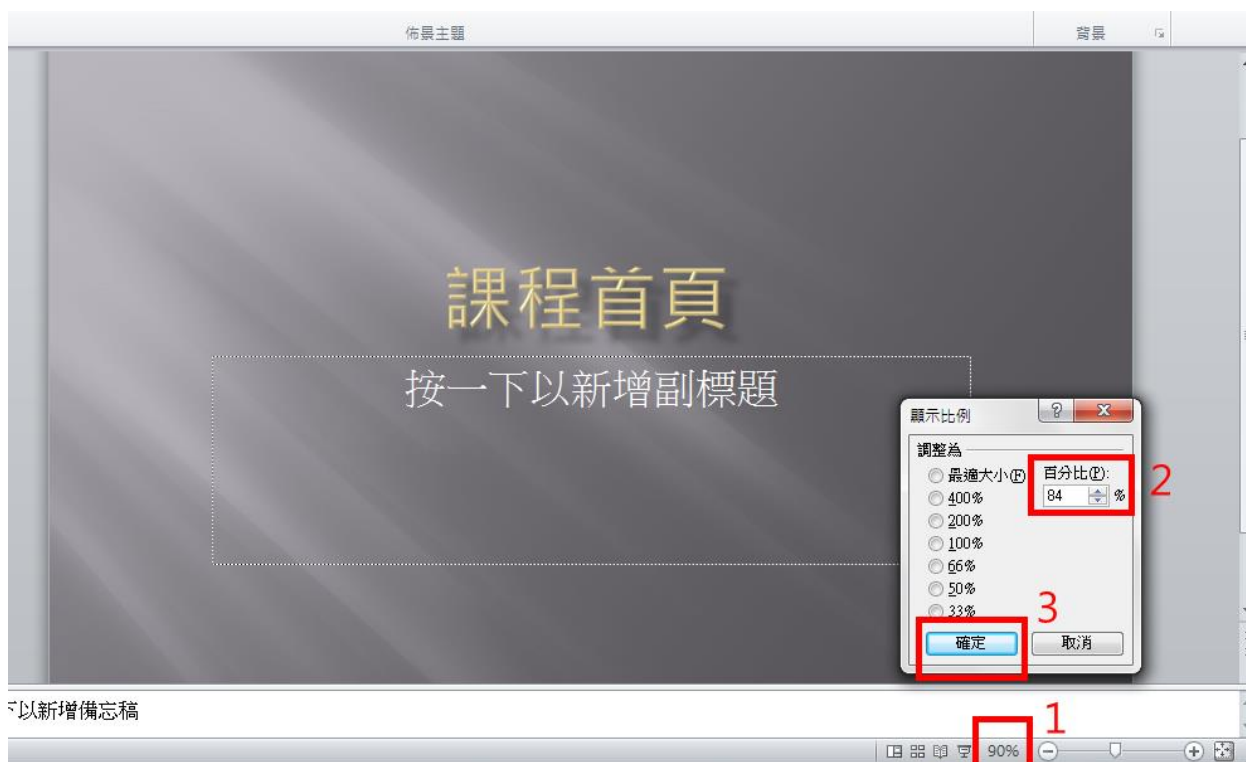 佈景主題
背景
課程首頁
按一下以新增副標題
顯示比例
調整為
最適大小(F)
百分比(P):
84 %
2
400%
200%
100%
66%
50%
33%
3
確定
取消
下以新增備忘稿
1
90%